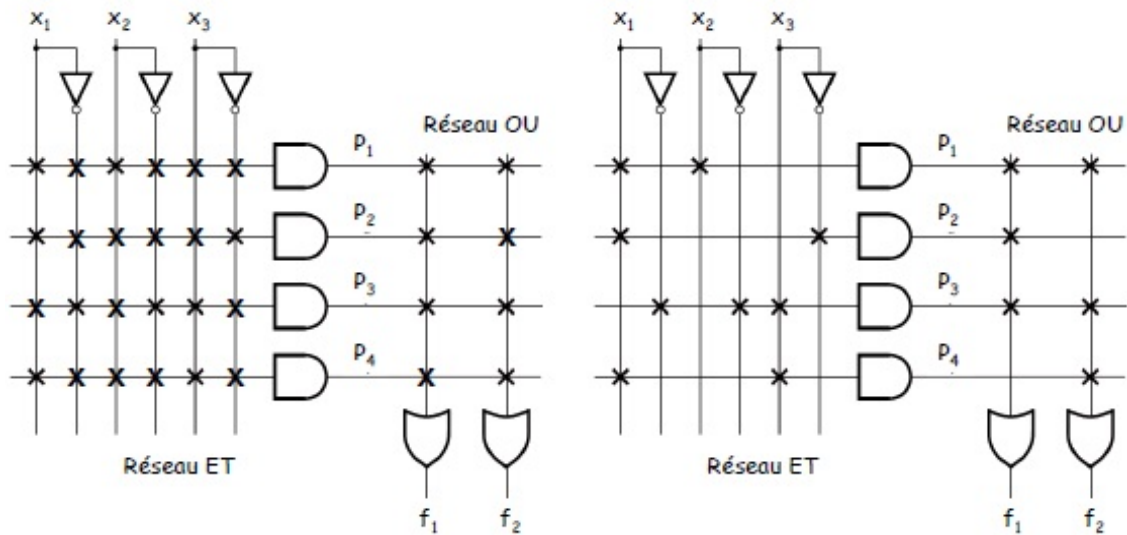 x₁ x₂ x₃
Réseau OU
P₁
P₂
P₃
P₄
Réseau ET
f₁ f₂
x₁ x₂ x₃
Réseau OU
P₁
P₂
P₃
P₄
Réseau ET
f₁ f₂